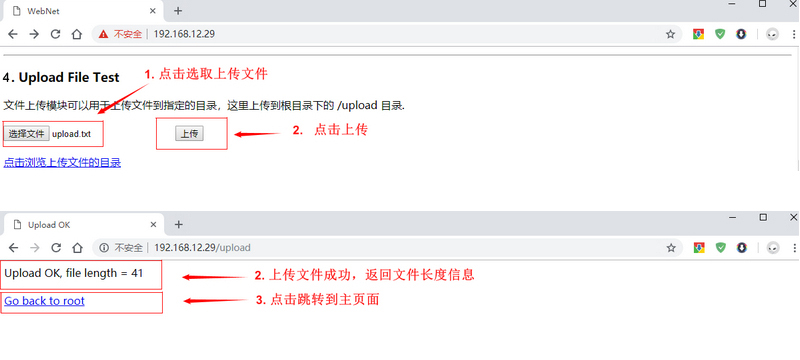 WebNet
不安全 192.168.12.29
4. Upload File Test
1. 点击选取上传文件
文件上传模块可以用于上传文件到指定的目录，这里上传到根目录下的 /upload 目录.
选择文件 upload.txt 上传
2. 点击上传
点击浏览上传文件的目录
Upload OK
不安全 192.168.12.29/upload
Upload OK, file length = 41
2. 上传文件成功，返回文件长度信息
Go back to root
3. 点击跳转到主页面